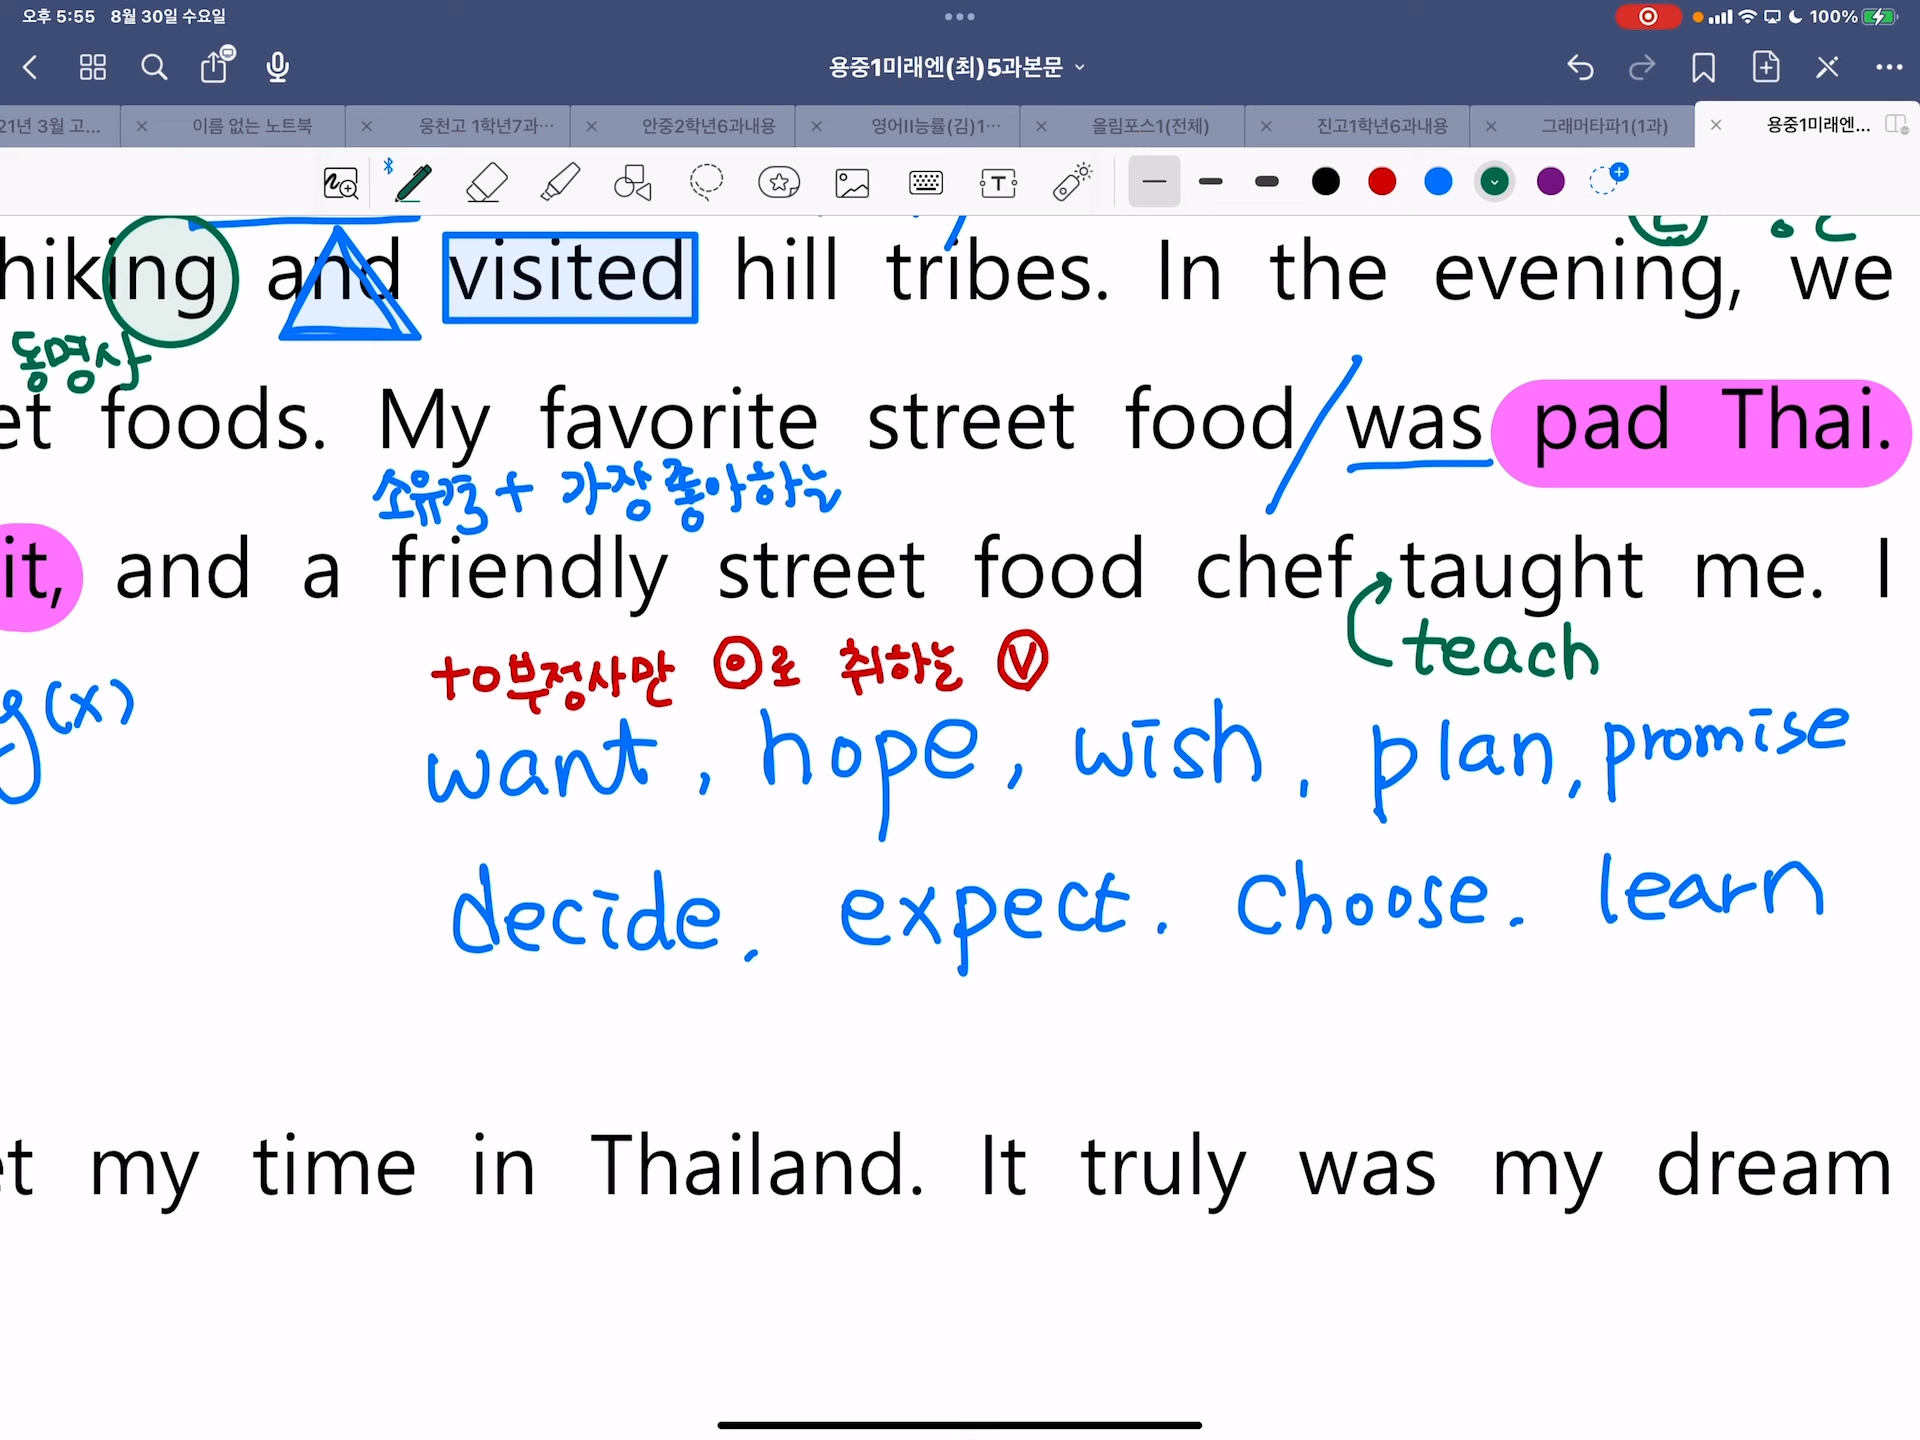 오후 5:55 8월 30일 수요일 100%
용중1미래엔(최)5과본문
21년 3월 고... 이름 없는 노트북 웅천고 1학년7과... 안중2학년6과내용 영어II능률(김)1... 올림포스1(전체) 진고1학년6과내용 그래머타파1(1과) 용중1미래엔...
hiking and visited hill tribes. In the evening, we
동명사
et foods. My favorite street food / was pad Thai.
소유격 + 가장 좋아하는
it, and a friendly street food chef taught me. I
teach
to부정사만 ⓞ로 취하는 Ⓥ
g(x)
want, hope, wish, plan, promise
decide. expect. choose. learn
et my time in Thailand. It truly was my dream